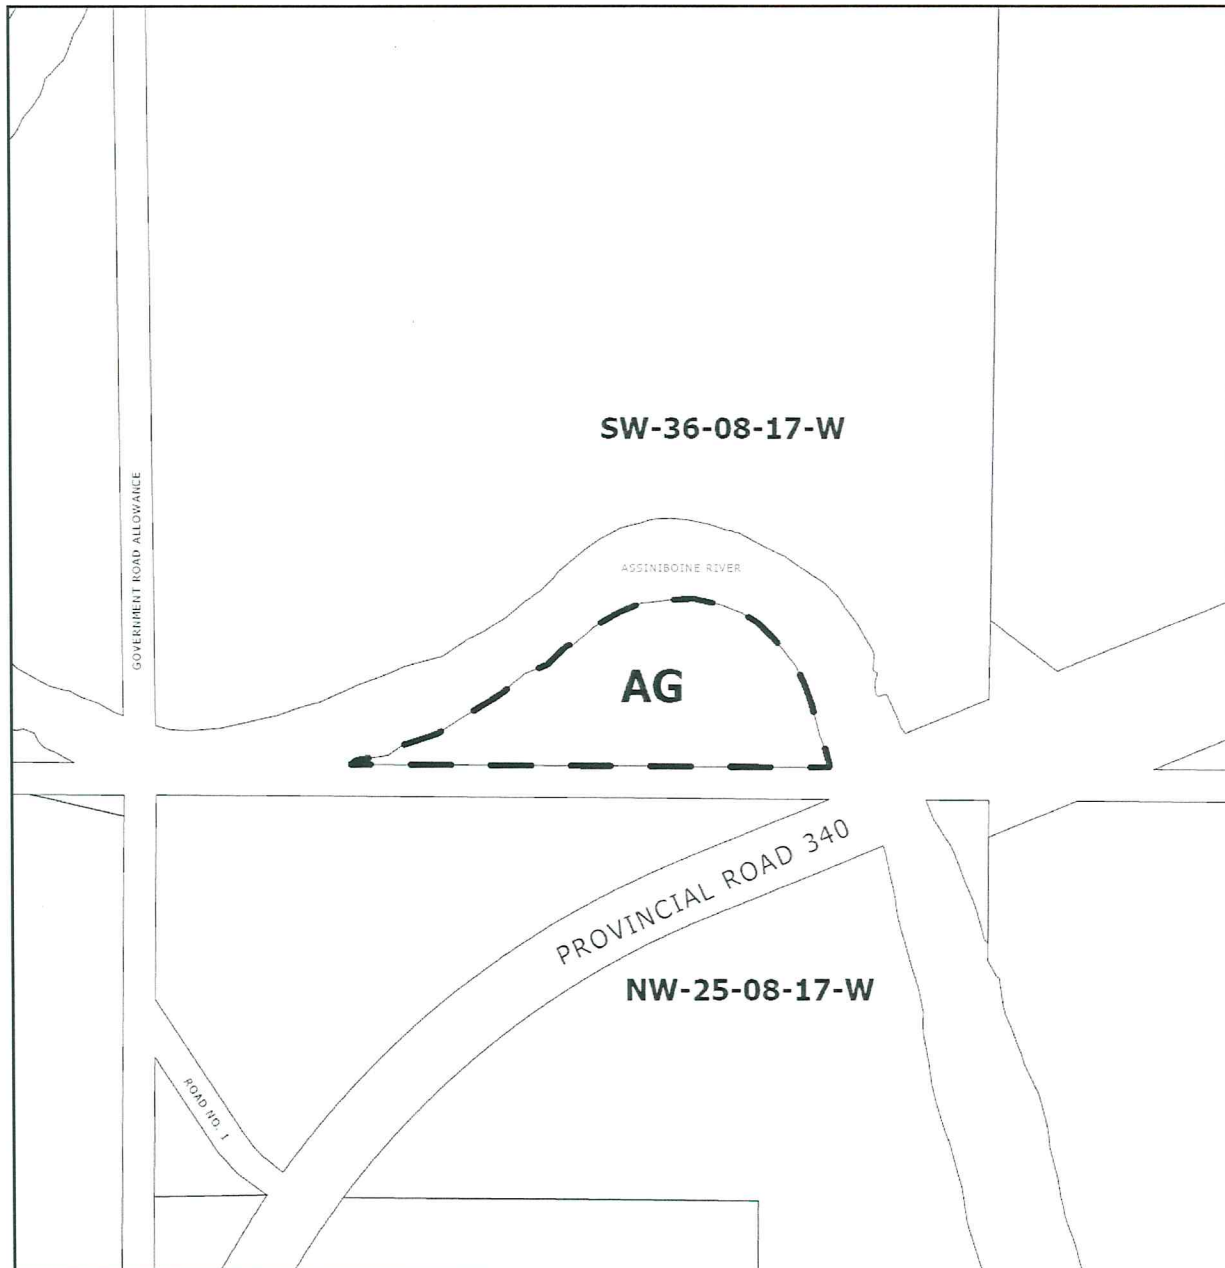 SW-36-08-17-W
GOVERNMENT ROAD ALLOWANCE
ASSINIBOINE RIVER
AG
PROVINCIAL ROAD 340
NW-25-08-17-W
ROAD NO. 1